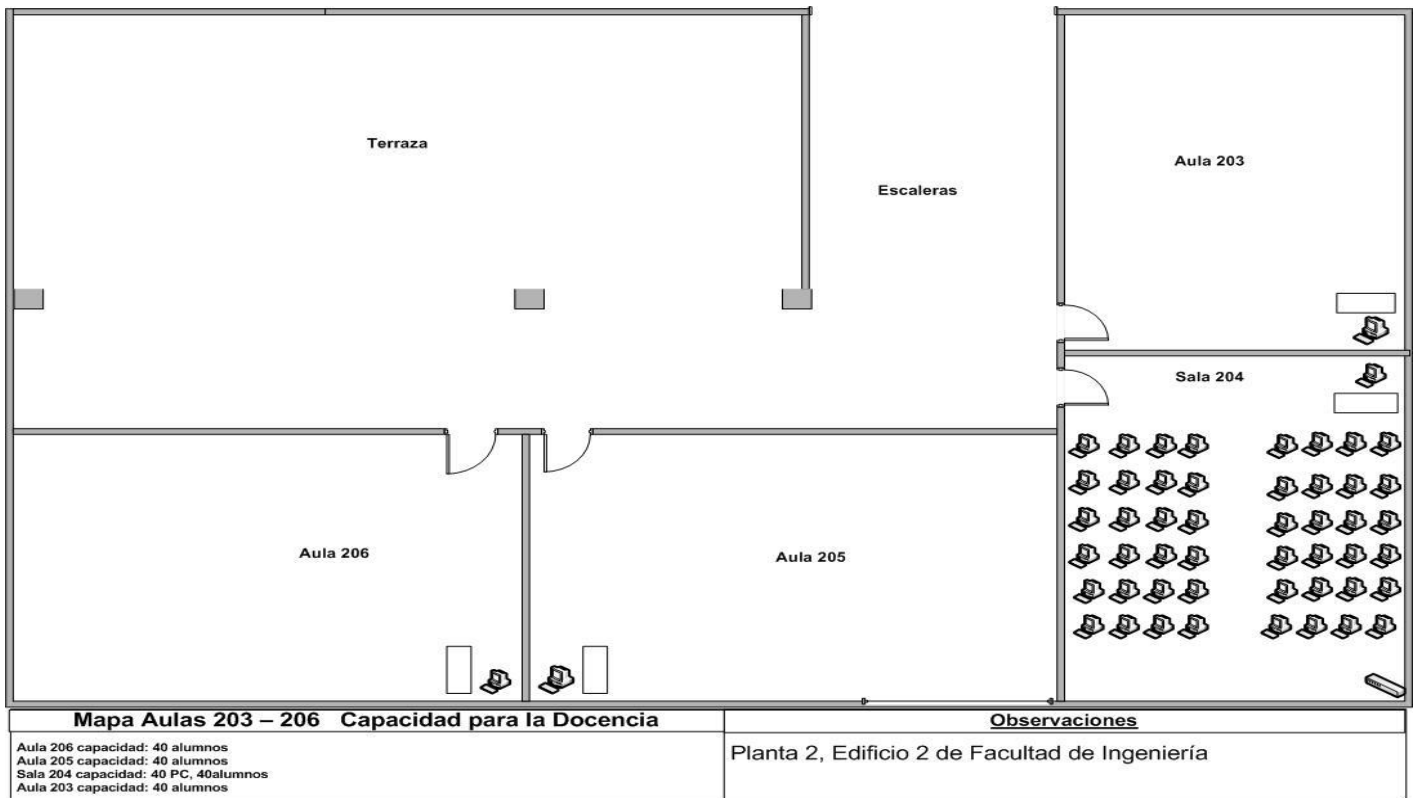 Terraza
Aula 203
Escaleras
Sala 204
Aula 206
Aula 205
Mapa Aulas 203 – 206 Capacidad para la Docencia
Aula 206 capacidad: 40 alumnos
Aula 205 capacidad: 40 alumnos
Sala 204 capacidad: 40 PC, 40alumnos
Aula 203 capacidad: 40 alumnos
Observaciones
Planta 2, Edificio 2 de Facultad de Ingeniería